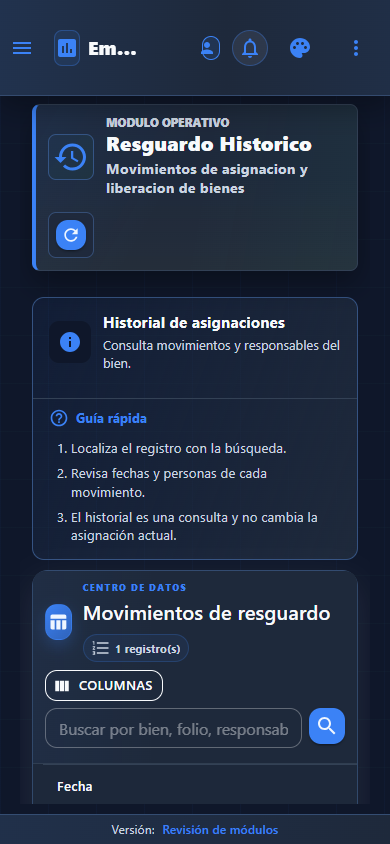 Em...
MODULO OPERATIVO
Resguardo Historico
Movimientos de asignacion y
liberacion de bienes
Historial de asignaciones
Consulta movimientos y responsables del
bien.
Guía rápida
1. Localiza el registro con la búsqueda.
2. Revisa fechas y personas de cada
movimiento.
3. El historial es una consulta y no cambia la
asignación actual.
CENTRO DE DATOS
Movimientos de resguardo
1 registro(s)
COLUMNAS
Buscar por bien, folio, responsab
Fecha
Versión: Revisión de módulos